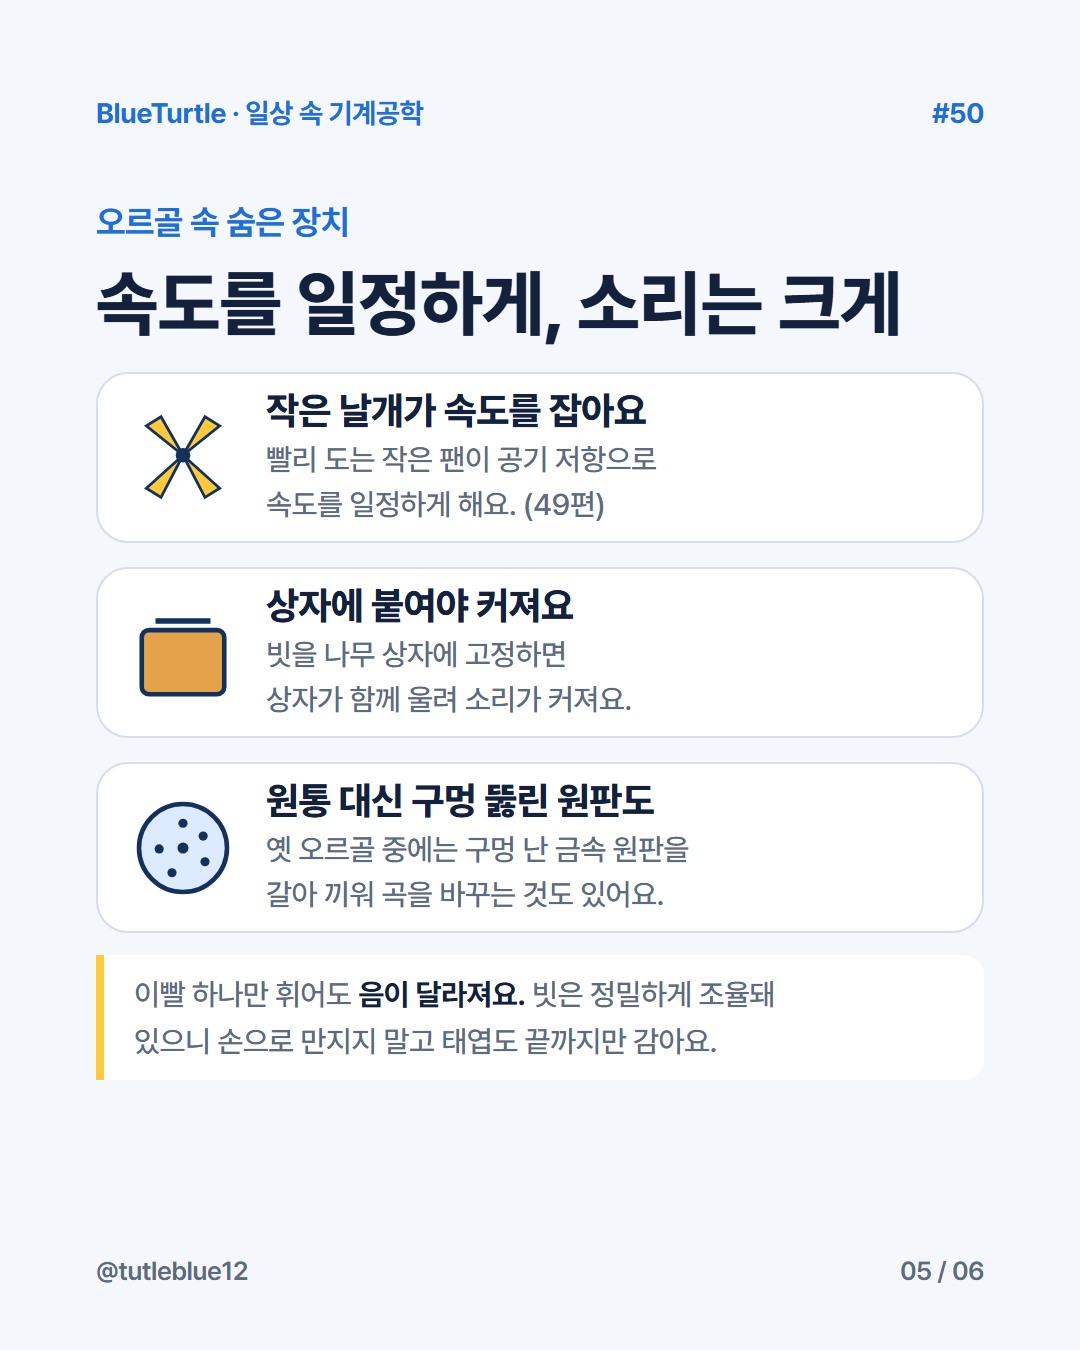 BlueTurtle · 일상 속 기계공학
#50
오르골 속 숨은 장치
속도를 일정하게, 소리는 크게
작은 날개가 속도를 잡아요
빨리 도는 작은 팬이 공기 저항으로
속도를 일정하게 해요. (49편)
상자에 붙여야 커져요
빗을 나무 상자에 고정하면
상자가 함께 울려 소리가 커져요.
원통 대신 구멍 뚫린 원판도
옛 오르골 중에는 구멍 난 금속 원판을
갈아 끼워 곡을 바꾸는 것도 있어요.
이빨 하나만 휘어도 음이 달라져요. 빗은 정밀하게 조율돼
있으니 손으로 만지지 말고 태엽도 끝까지만 감아요.
@tutleblue12
05 / 06